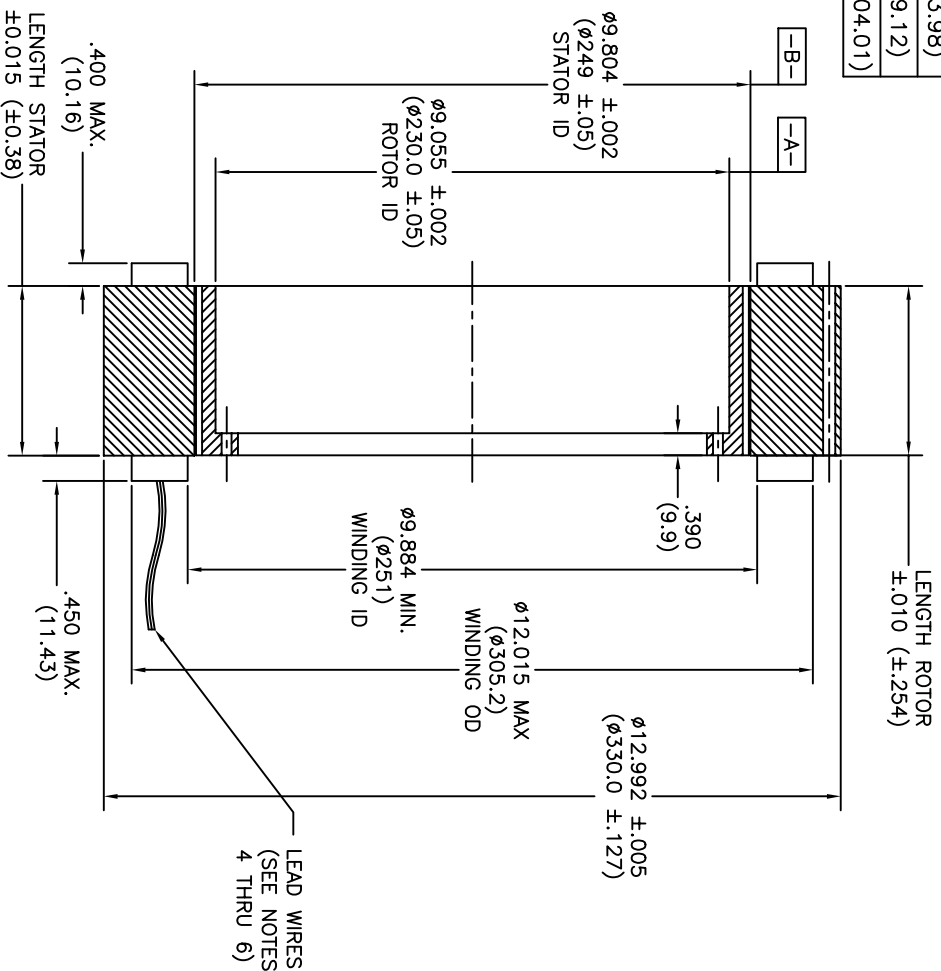 3.98)
9.12)
04.01)
-B-
-A-
ø9.804 ±.002
(ø249 ±.05)
STATOR ID
ø9.055 ±.002
(ø230.0 ±.05)
ROTOR ID
.400 MAX.
(10.16)
LENGTH STATOR
±0.015 (±0.38)
LENGTH ROTOR
±.010 (±.254)
.390
(9.9)
ø9.884 MIN.
(ø251)
WINDING ID
ø12.015 MAX
(ø305.2)
WINDING OD
ø12.992 ±.005
(ø330.0 ±.127)
.450 MAX.
(11.43)
LEAD WIRES
(SEE NOTES
4 THRU 6)